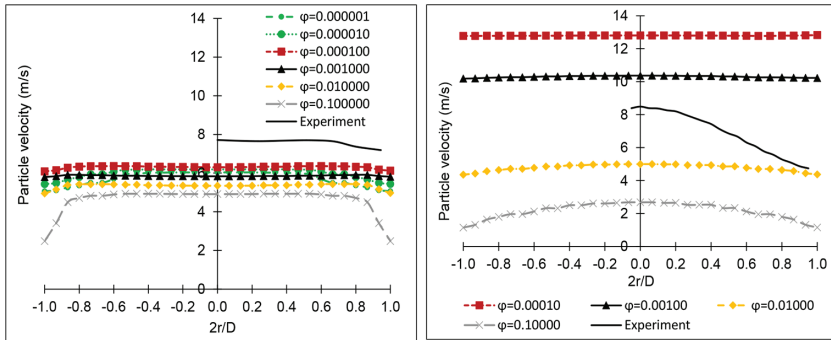 14
12
10
8
6
4
2
0
Particle velocity (m/s)
φ=0.000001
φ=0.000010
φ=0.000100
φ=0.001000
φ=0.010000
φ=0.100000
Experiment
-1.0 -0.8 -0.6 -0.4 -0.2 0.0 0.2 0.4 0.6 0.8 1.0
2r/D
14
12
10
8
6
4
2
0
Particle velocity (m/s)
-1.0 -0.8 -0.6 -0.4 -0.2 0.0 0.2 0.4 0.6 0.8 1.0
2r/D
φ=0.00010 φ=0.00100 φ=0.01000
φ=0.10000 Experiment